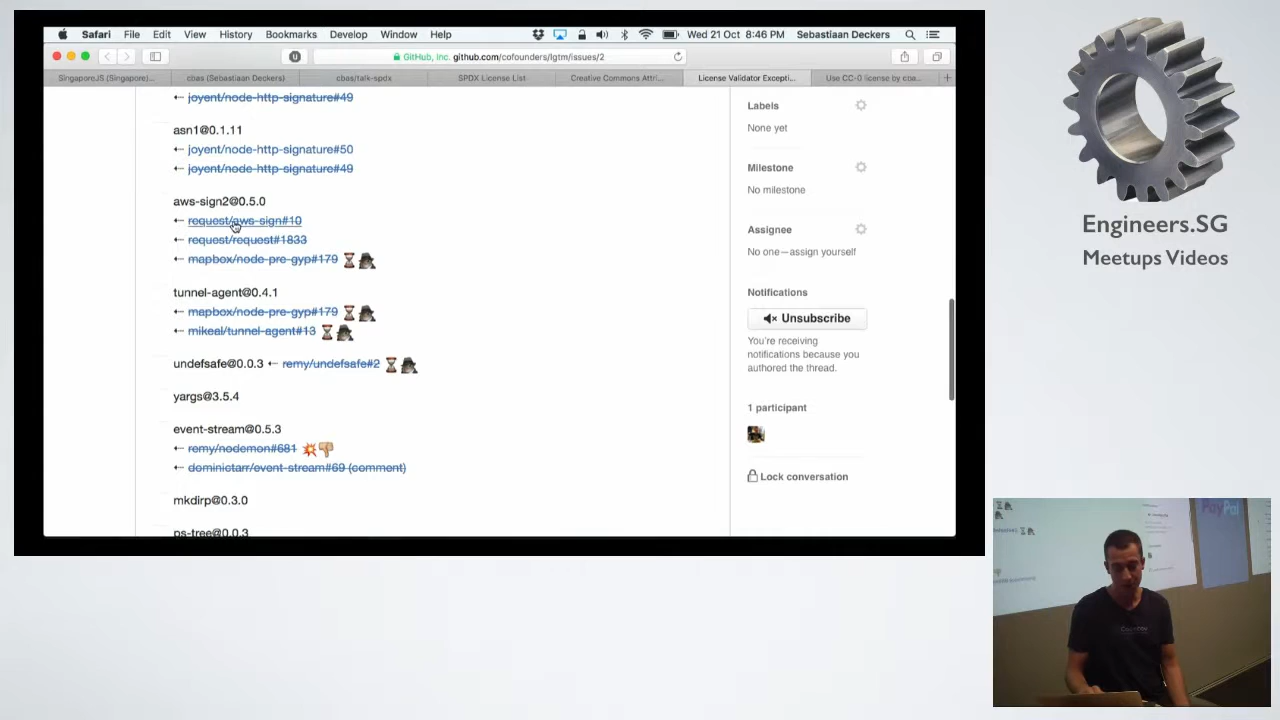 Safari File Edit View History Bookmarks Develop Window Help Wed 21 Oct 8:46 PM Sebastiaan Deckers
GitHub, Inc. github.com/cofounders/lgtm/issues/2
SingaporeJS (Singapore)... cbas (Sebastiaan Deckers) cbas/talk-spdx SPDX License List Creative Commons Attri... License Validator Excepti... Use CC-0 license by coa...
← joyent/node-http-signature#49
asn1@0.1.11
← joyent/node-http-signature#50
← joyent/node-http-signature#49
aws-sign2@0.5.0
← request/aws-sign#10
← request/request#1833
← mapbox/node-pre-gyp#179
tunnel-agent@0.4.1
← mapbox/node-pre-gyp#179
← mikeal/tunnel-agent#13
undefsafe@0.0.3 ← remy/undefsafe#2
yargs@3.5.4
event-stream@0.5.3
← remy/nodemon#681
← dominictarr/event-stream#69 (comment)
mkdirp@0.3.0
ps-tree@0.0.3
Labels
None yet
Milestone
No milestone
Assignee
No one—assign yourself
Notifications
Unsubscribe
You're receiving
notifications because you
authored the thread.
1 participant
Lock conversation
Engineers.SG
Meetups Videos
PayPal